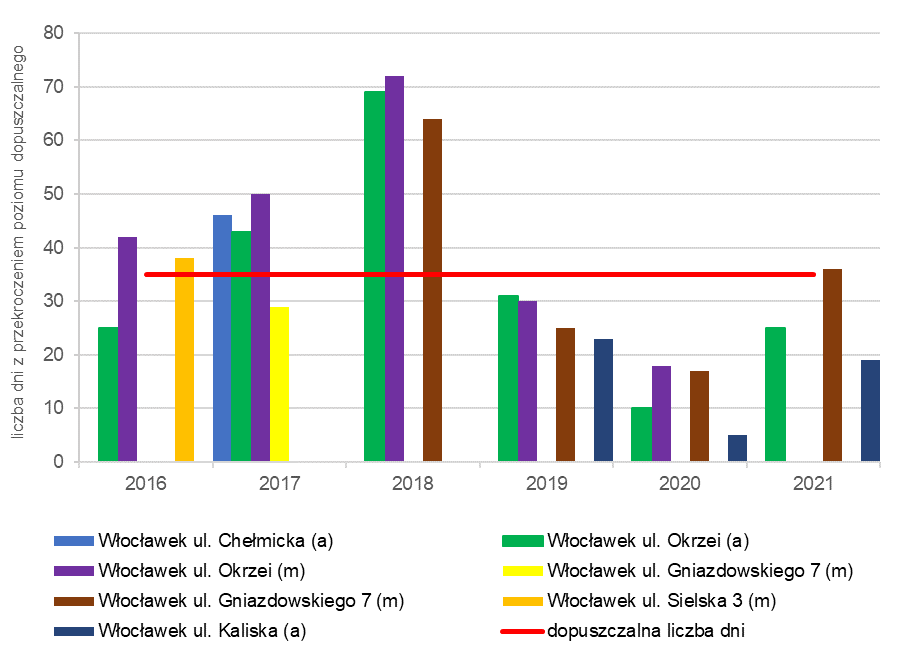 liczba dni z przekroczeniem poziomu dopuszczalnego
80
70
60
50
40
30
20
10
0
2016 2017 2018 2019 2020 2021
Włocławek ul. Chełmicka (a) Włocławek ul. Okrzei (a)
Włocławek ul. Okrzei (m) Włocławek ul. Gniazdowskiego 7 (m)
Włocławek ul. Gniazdowskiego 7 (m) Włocławek ul. Sielska 3 (m)
Włocławek ul. Kaliska (a) dopuszczalna liczba dni